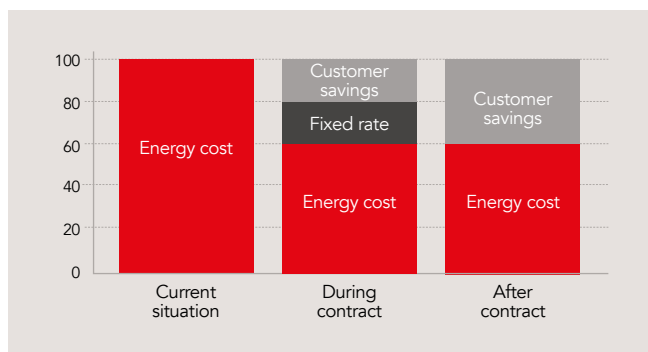 100
80
60
40
20
0
Energy cost
Customer
savings
Fixed rate
Energy cost
Customer
savings
Energy cost
Current
situation
During
contract
After
contract